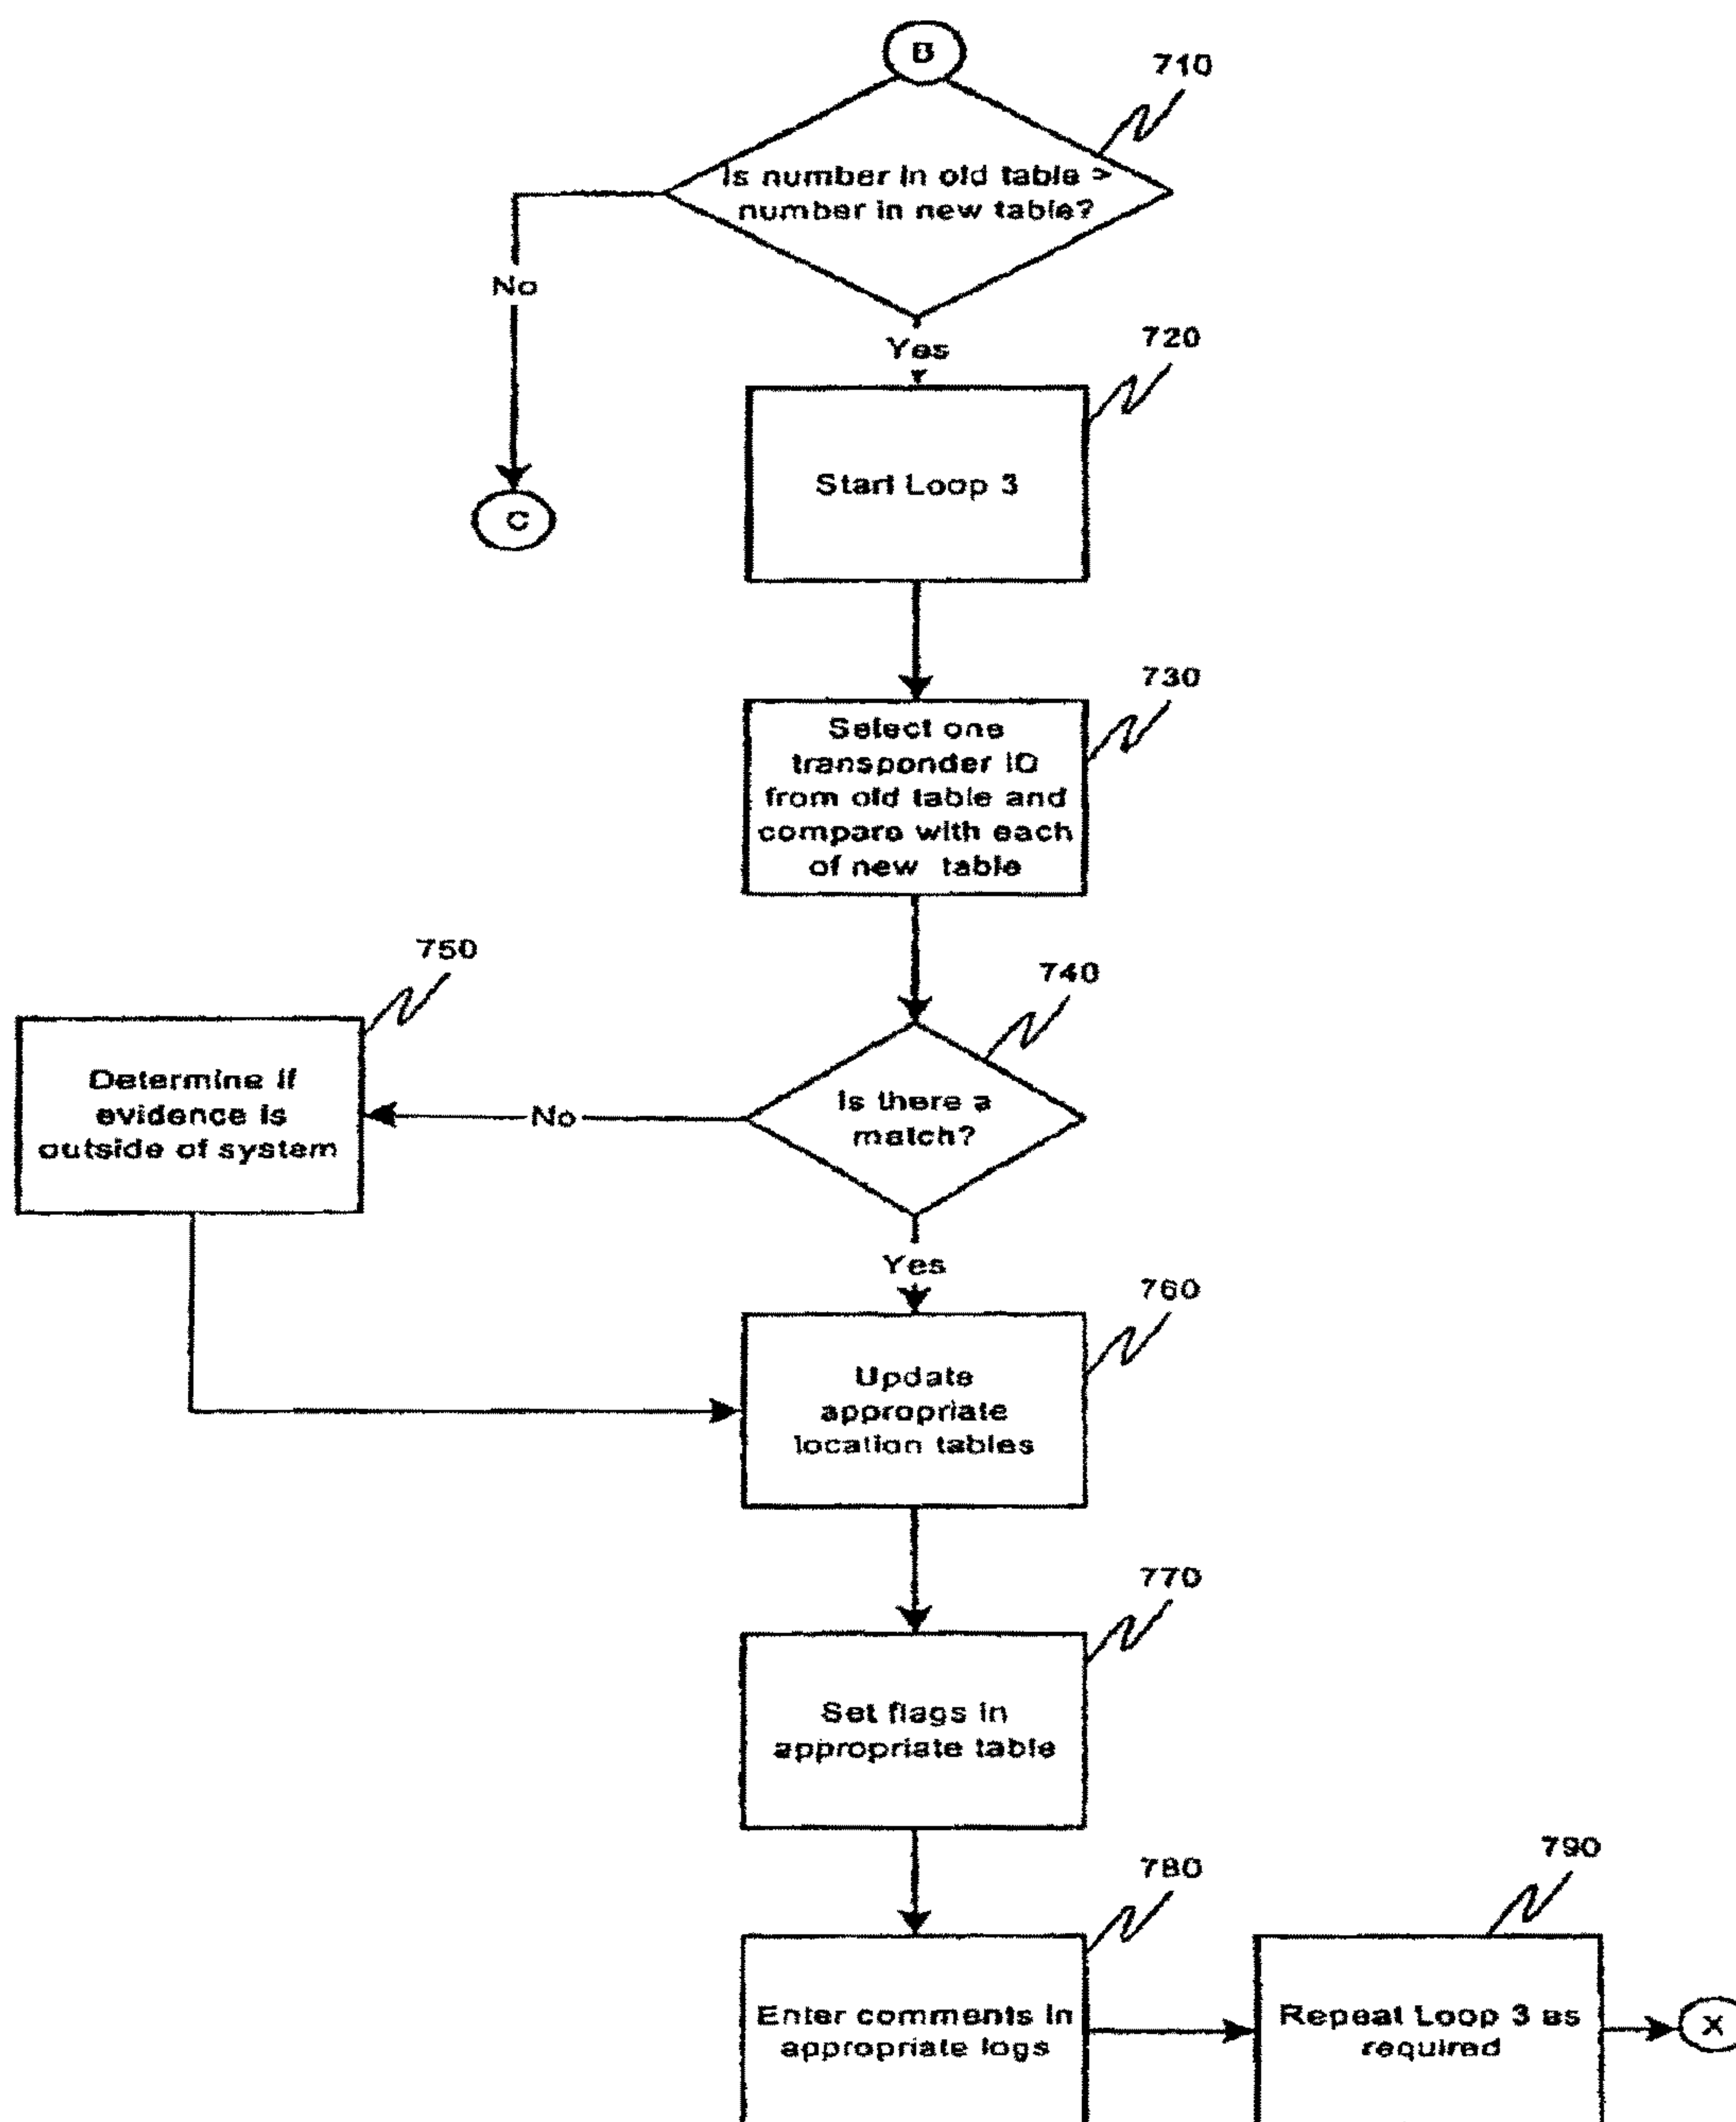 B
710
Is number in old table >
number in new table?
No
Yes
720
Start Loop 3
C
730
Select one
transponder ID
from old table and
compare with each
of new table
750
740
Determine if
evidence is
outside of system
No
Is there a
match?
Yes
760
Update
appropriate
location tables
770
Set flags in
appropriate table
780
790
Enter comments in
appropriate logs
Repeat Loop 3 as
required
X